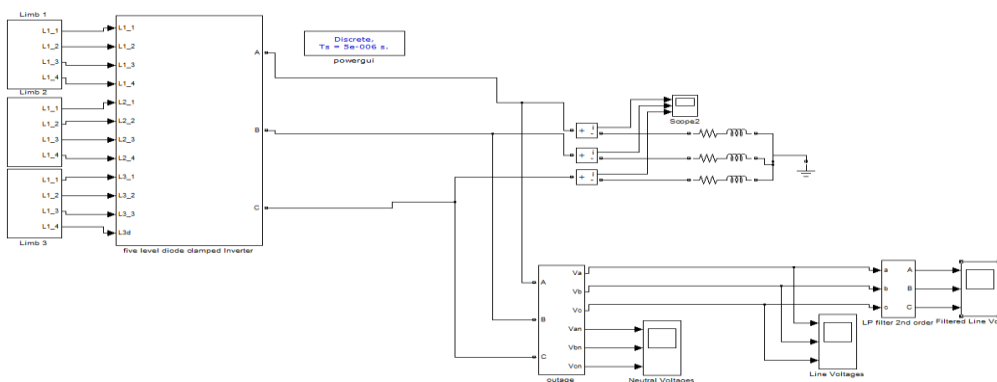 Limb 1
L1_1
L1_2
L1_3
L1_4
Limb 2
L1_1
L1_2
L1_3
L1_4
L1_1
L1_2
L1_3
L1_4
Limb 3
L1_1
L1_2
L1_3
L1_4
L2_1
L2_2
L2_3
L2_4
L3_1
L3_2
L3_3
L3d
A
B
C
five level diode clamped Inverter
Discrete,
Ts = 5e-006 s.
powergui
+ i -
+ i -
+ i -
Scope2
A
B
C
Va
Vb
Vc
Van
Vbn
Von
outage
Neutral Voltages
Line Voltages
a A
b B
c C
LP filter 2nd order
Filtered Line Vo